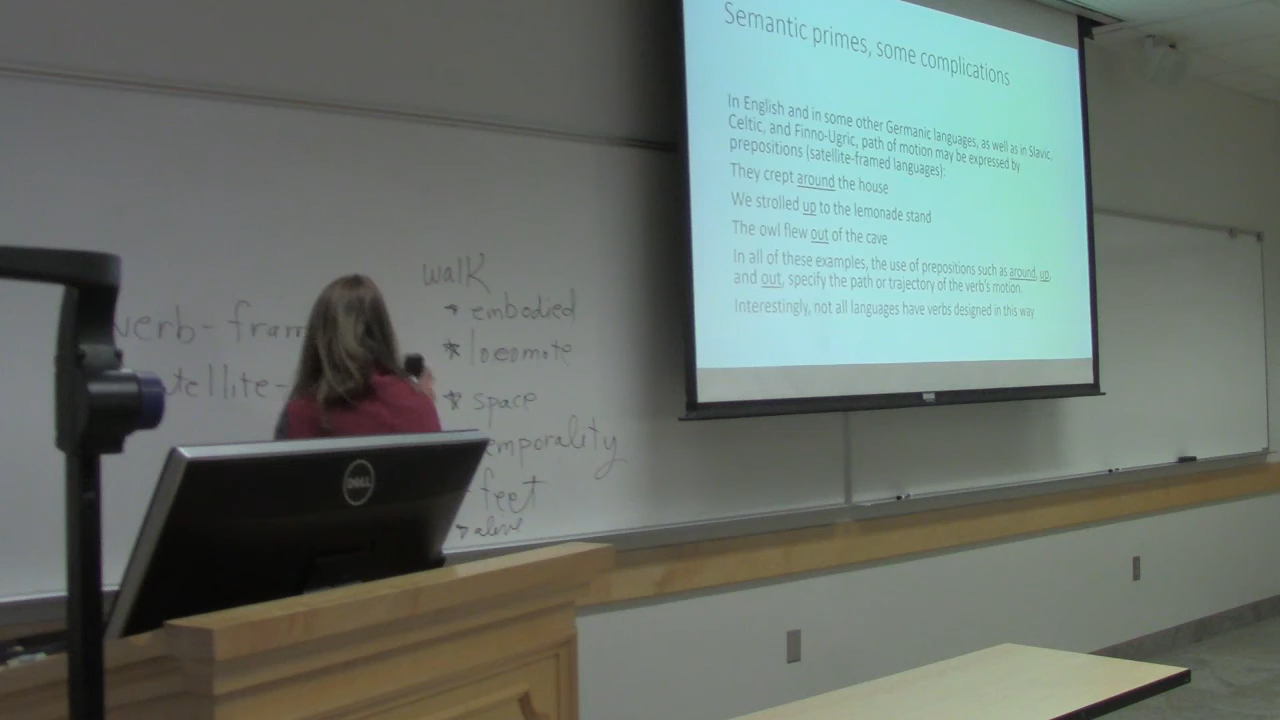 Semantic primes, some complications
In English and in some other Germanic languages, as well as in Slavic,
Celtic, and Finno-Ugric, path of motion may be expressed by
prepositions (satellite-framed languages):
They crept around the house
We strolled up to the lemonade stand
The owl flew out of the cave
In all of these examples, the use of prepositions such as around, up,
and out, specify the path or trajectory of the verb's motion.
Interestingly, not all languages have verbs designed in this way
verb-fram
tellite-
walk
* embodied
* locomote
* space
emporality
feet
* alive
DELL